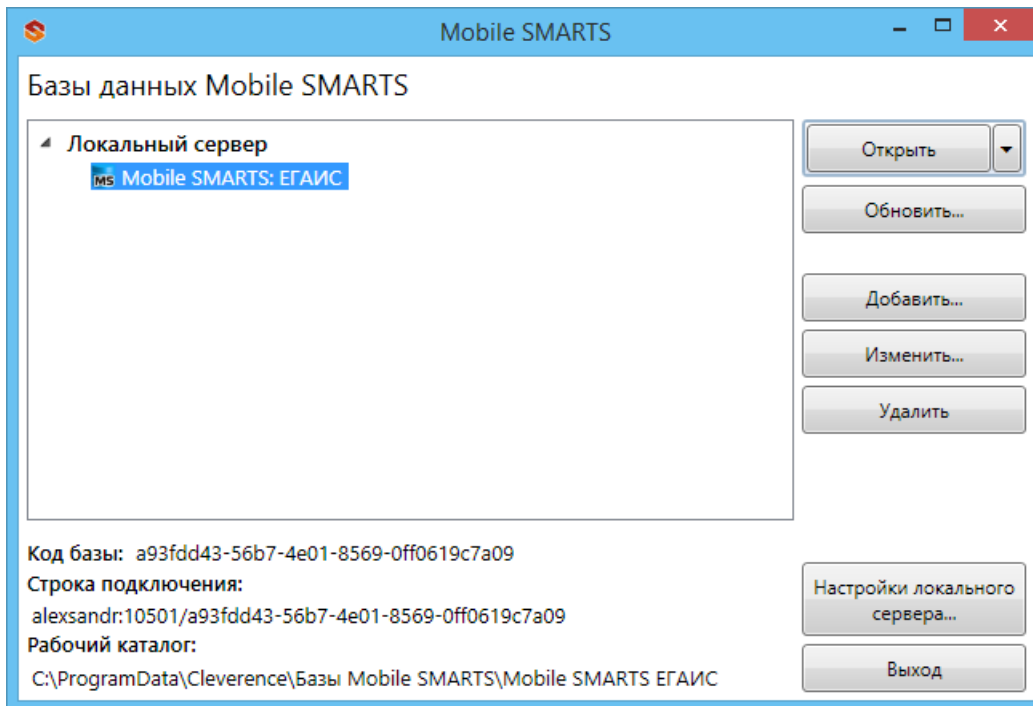 Mobile SMARTS
Базы данных Mobile SMARTS
Локальный сервер
MS Mobile SMARTS: ЕГАИС
Открыть
Обновить...
Добавить...
Изменить...
Удалить
Код базы: a93fdd43-56b7-4e01-8569-0ff0619c7a09
Строка подключения:
alexsandr:10501/a93fdd43-56b7-4e01-8569-0ff0619c7a09
Рабочий каталог:
C:\ProgramData\Cleverence\Базы Mobile SMARTS\Mobile SMARTS ЕГАИС
Настройки локального
сервера...
Выход